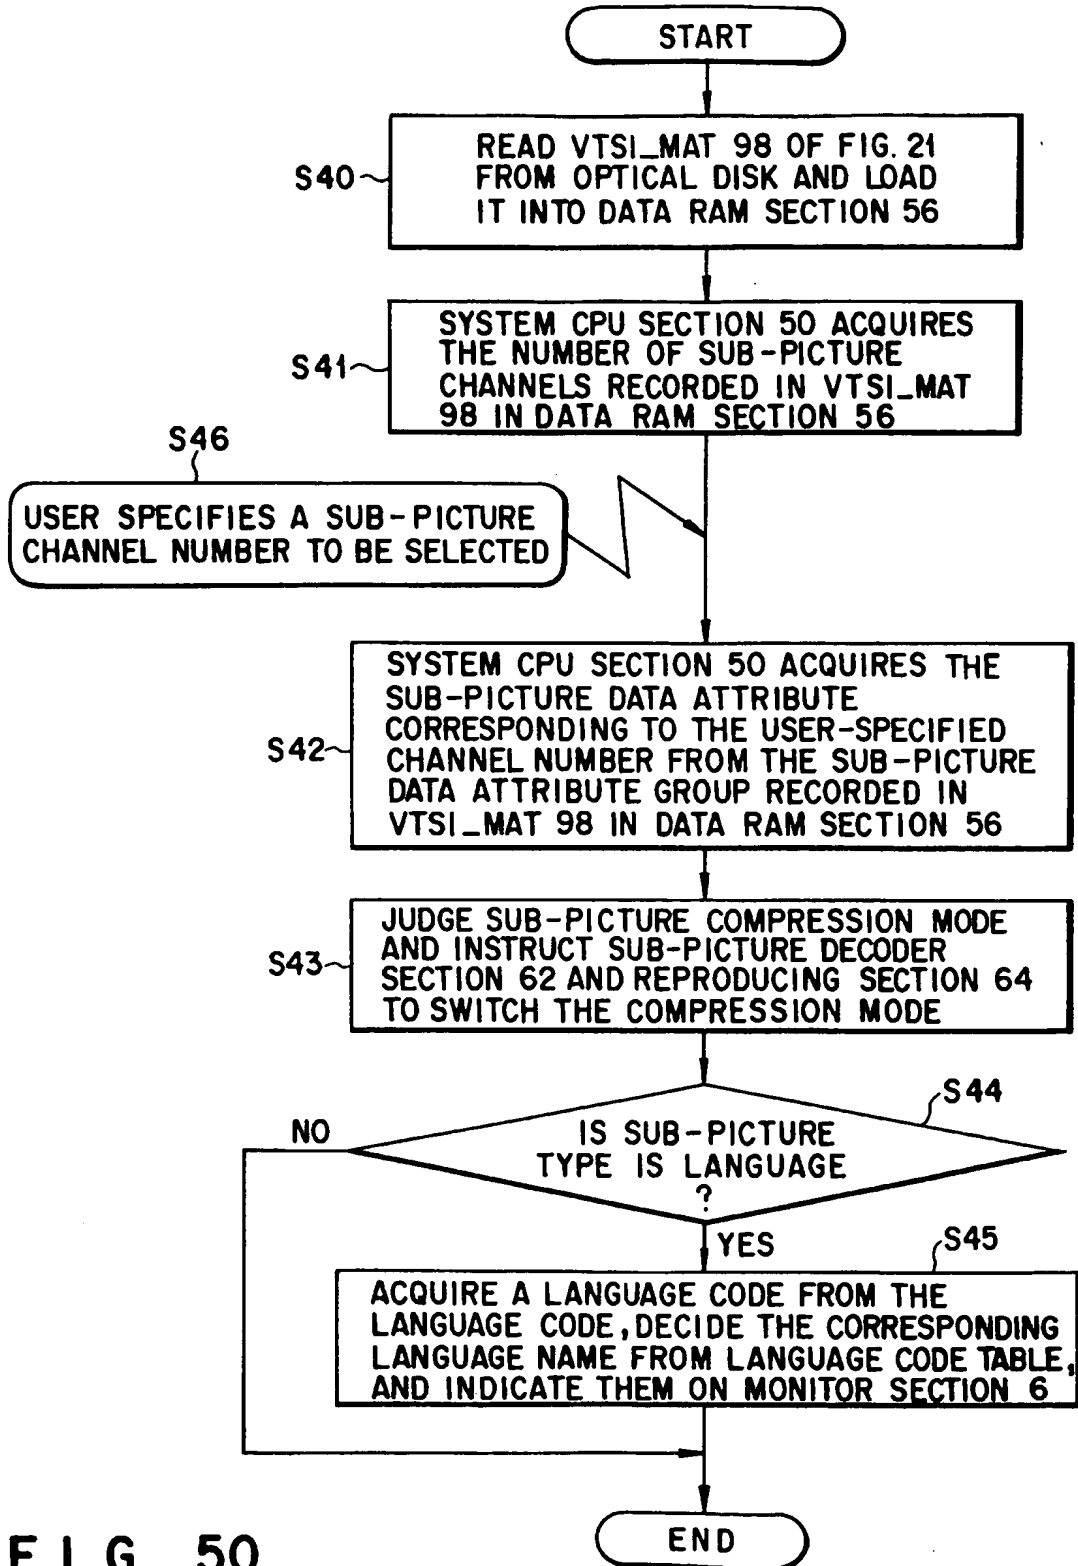 START
READ VTSI_MAT 98 OF FIG. 21
FROM OPTICAL DISK AND LOAD
IT INTO DATA RAM SECTION 56
S40
SYSTEM CPU SECTION 50 ACQUIRES
THE NUMBER OF SUB-PICTURE
CHANNELS RECORDED IN VTSI_MAT
98 IN DATA RAM SECTION 56
S41
S46
USER SPECIFIES A SUB-PICTURE
CHANNEL NUMBER TO BE SELECTED
SYSTEM CPU SECTION 50 ACQUIRES THE
SUB-PICTURE DATA ATTRIBUTE
CORRESPONDING TO THE USER-SPECIFIED
CHANNEL NUMBER FROM THE SUB-PICTURE
DATA ATTRIBUTE GROUP RECORDED IN
VTSI_MAT 98 IN DATA RAM SECTION 56
S42
JUDGE SUB-PICTURE COMPRESSION MODE
AND INSTRUCT SUB-PICTURE DECODER
SECTION 62 AND REPRODUCING SECTION 64
TO SWITCH THE COMPRESSION MODE
S43
S44
NO
IS SUB-PICTURE
TYPE IS LANGUAGE
?
YES
S45
ACQUIRE A LANGUAGE CODE FROM THE
LANGUAGE CODE, DECIDE THE CORRESPONDING
LANGUAGE NAME FROM LANGUAGE CODE TABLE,
AND INDICATE THEM ON MONITOR SECTION 6
END
FIG. 50